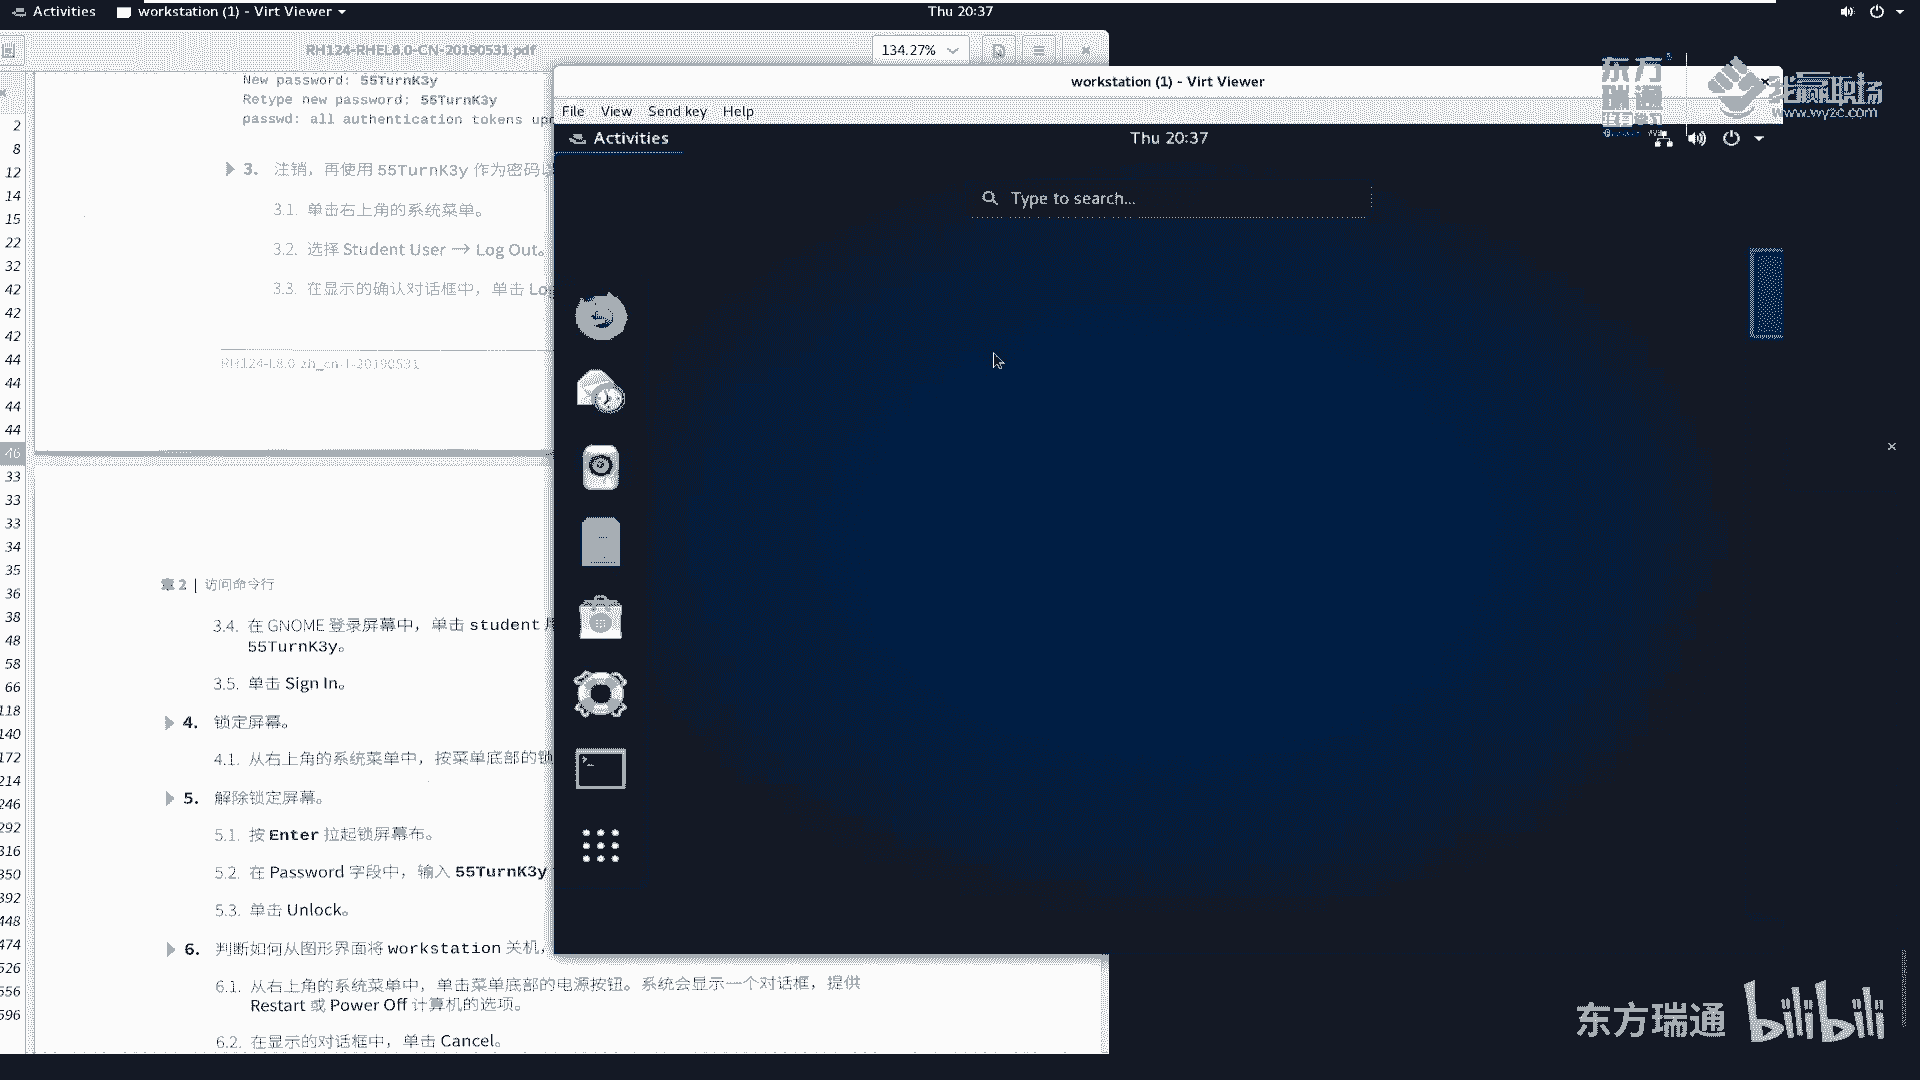 Activities
workstation (1) - Virt Viewer
Thu 20:37
RH124-RHEL8.0-CN-20190531.pdf
134.27%
New password: 55TurnK3y
Retype new password: 55TurnK3y
passwd: all authentication tokens up
3. 注销，再使用 55TurnK3y 作为密码
3.1. 单击右上角的系统菜单。
3.2. 选择 Student User → Log Out。
3.3. 在显示的确认对话框中，单击 Log
RH124-L8.0-zh_cn-1-20190531
2
8
12
14
15
22
32
42
42
42
44
44
44
44
46
33
33
33
34
35
36
38
48
58
66
118
140
172
214
246
292
316
350
392
448
474
526
556
596
章 2 | 访问命令行
3.4. 在 GNOME 登录屏幕中，单击 student
55TurnK3y。
3.5. 单击 Sign In。
4. 锁定屏幕。
4.1. 从右上角的系统菜单中，按菜单底部的锁
5. 解除锁定屏幕。
5.1. 按 Enter 拉起锁屏幕布。
5.2. 在 Password 字段中，输入 55TurnK3y
5.3. 单击 Unlock。
6. 判断如何从图形界面将 workstation 关机，
6.1. 从右上角的系统菜单中，单击菜单底部的电源按钮。系统会显示一个对话框，提供
Restart 或 Power Off 计算机的选项。
6.2. 在显示的对话框中，单击 Cancel。
workstation (1) - Virt Viewer
File View Send key Help
Activities
Thu 20:37
Type to search...
东方
瑞通
我赢职场
www.wyzc.com
东方瑞通
bilibili